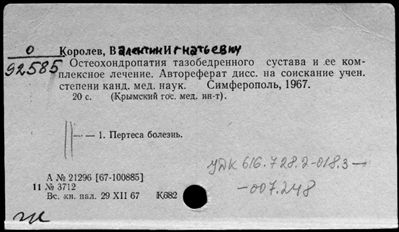 О
92585
Королев, Валентин Игнатьевич
Остеохондропатия тазобедренного сустава и ее ком-
плексное лечение. Автореферат дисс. на соискание учен.
степени канд. мед. наук. Симферополь, 1967.
20 с. (Крымский гос. мед. ин-т).
— — 1. Пертеса болезнь.
УДК 616.728.2-018.3—
—007.248
А № 21296 [67-100885]
11 № 3712
Вс. кн. пал. 29 XII 67 К682